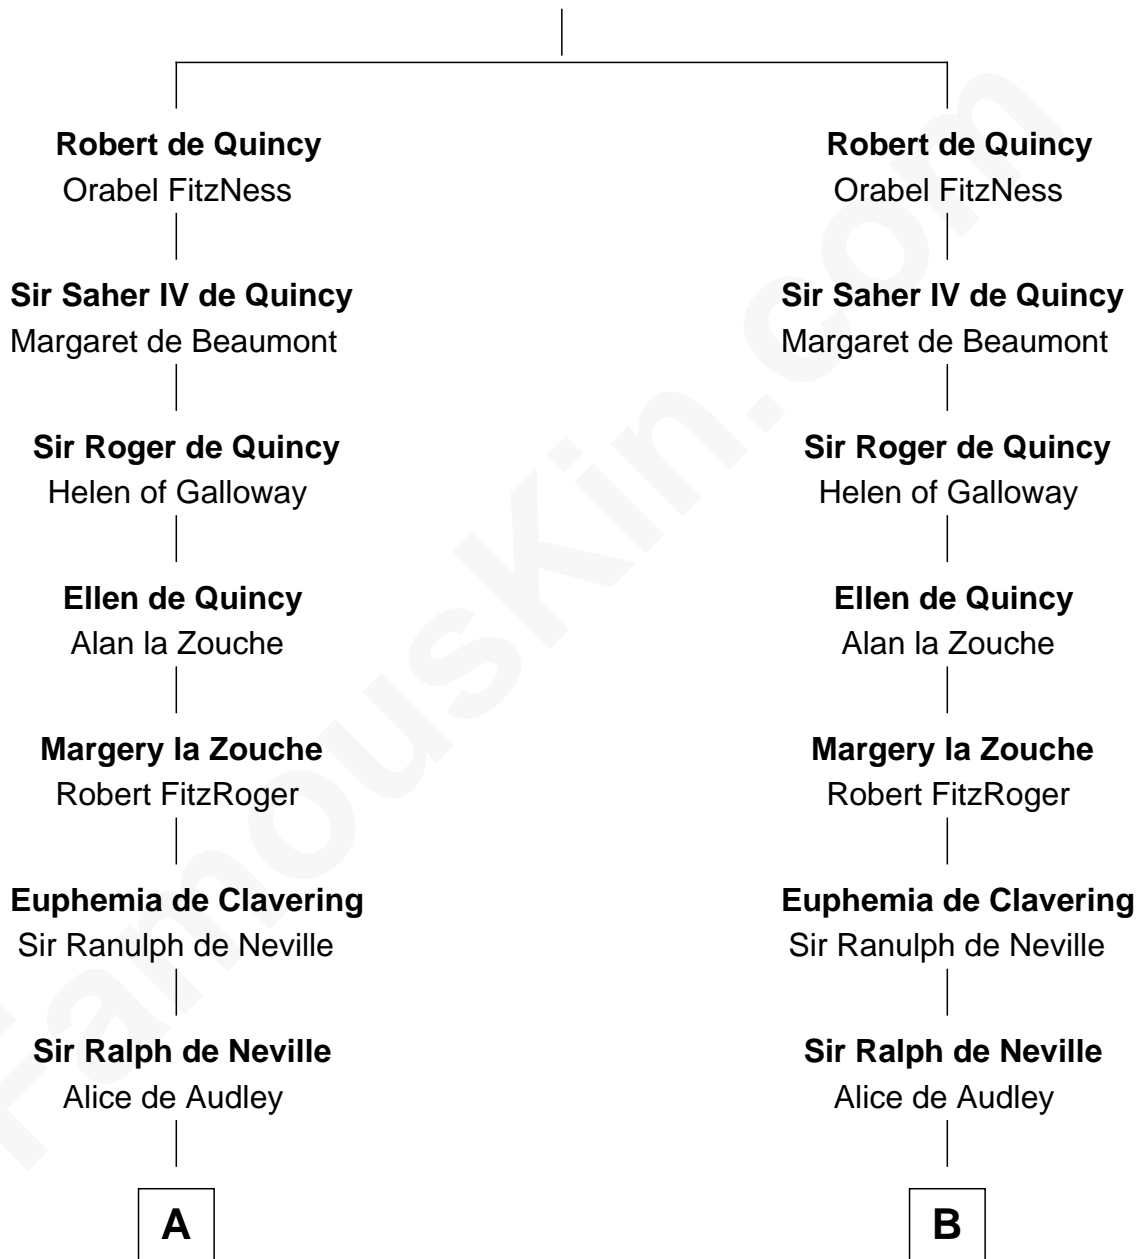 Robert de Quincy
Orabel FitzNess
Sir Saher IV de Quincy
Margaret de Beaumont
Sir Roger de Quincy
Helen of Galloway
Ellen de Quincy
Alan la Zouche
Margery la Zouche
Robert FitzRoger
Euphemia de Clavering
Sir Ranulph de Neville
Sir Ralph de Neville
Alice de Audley
A
Robert de Quincy
Orabel FitzNess
Sir Saher IV de Quincy
Margaret de Beaumont
Sir Roger de Quincy
Helen of Galloway
Ellen de Quincy
Alan la Zouche
Margery la Zouche
Robert FitzRoger
Euphemia de Clavering
Sir Ranulph de Neville
Sir Ralph de Neville
Alice de Audley
B
FamousKin.com